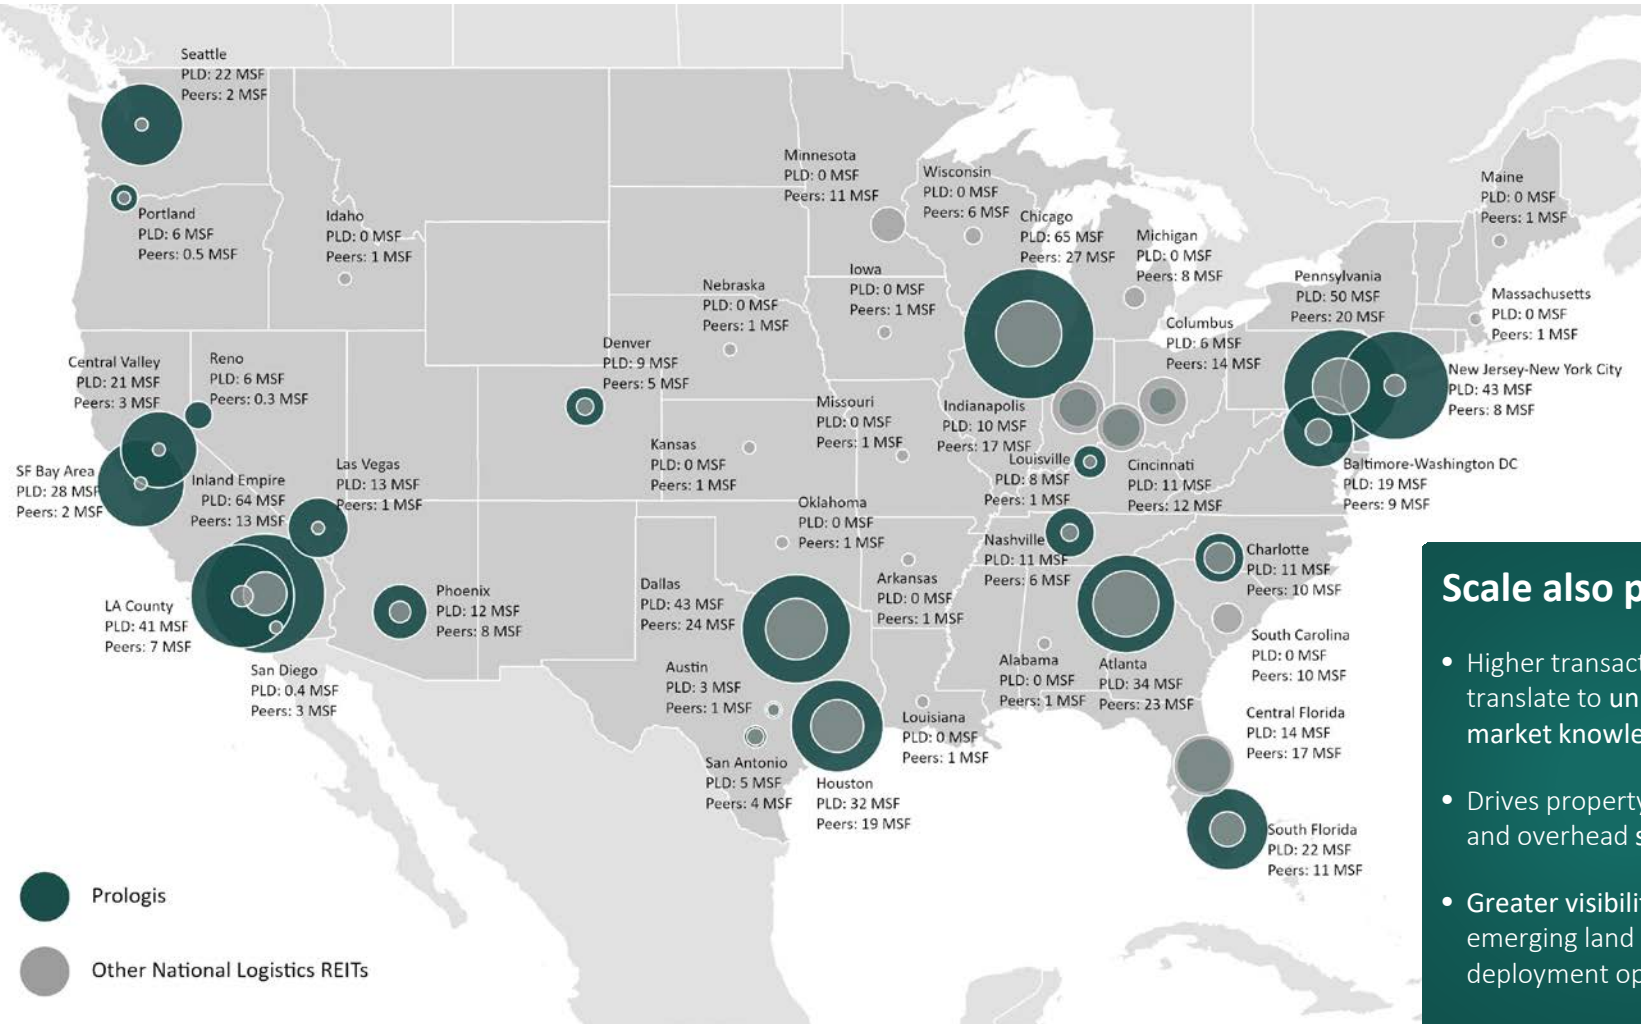 Seattle
PLD: 22 MSF
Peers: 2 MSF
Portland
PLD: 6 MSF
Peers: 0.5 MSF
Idaho
PLD: 0 MSF
Peers: 1 MSF
Minnesota
PLD: 0 MSF
Peers: 11 MSF
Wisconsin
PLD: 0 MSF
Peers: 6 MSF
Chicago
PLD: 65 MSF
Peers: 27 MSF
Michigan
PLD: 0 MSF
Peers: 8 MSF
Maine
PLD: 0 MSF
Peers: 1 MSF
Pennsylvania
PLD: 50 MSF
Peers: 20 MSF
Massachusetts
PLD: 0 MSF
Peers: 1 MSF
Nebraska
PLD: 0 MSF
Peers: 1 MSF
Iowa
PLD: 0 MSF
Peers: 1 MSF
Columbus
PLD: 6 MSF
Peers: 14 MSF
Central Valley
PLD: 21 MSF
Peers: 3 MSF
Reno
PLD: 6 MSF
Peers: 0.3 MSF
Denver
PLD: 9 MSF
Peers: 5 MSF
New Jersey-New York City
PLD: 43 MSF
Peers: 8 MSF
Missouri
PLD: 0 MSF
Peers: 1 MSF
Indianapolis
PLD: 10 MSF
Peers: 17 MSF
Kansas
PLD: 0 MSF
Peers: 1 MSF
Louisville
PLD: 8 MSF
Peers: 1 MSF
Cincinnati
PLD: 11 MSF
Peers: 12 MSF
Baltimore-Washington DC
PLD: 19 MSF
Peers: 9 MSF
SF Bay Area
PLD: 28 MSF
Peers: 2 MSF
Inland Empire
PLD: 64 MSF
Peers: 13 MSF
Las Vegas
PLD: 13 MSF
Peers: 1 MSF
Oklahoma
PLD: 0 MSF
Peers: 1 MSF
Nashville
PLD: 11 MSF
Peers: 6 MSF
Charlotte
PLD: 11 MSF
Peers: 10 MSF
LA County
PLD: 41 MSF
Peers: 7 MSF
Phoenix
PLD: 12 MSF
Peers: 8 MSF
Dallas
PLD: 43 MSF
Peers: 24 MSF
Arkansas
PLD: 0 MSF
Peers: 1 MSF
South Carolina
PLD: 0 MSF
Peers: 10 MSF
San Diego
PLD: 0.4 MSF
Peers: 3 MSF
Austin
PLD: 3 MSF
Peers: 1 MSF
Alabama
PLD: 0 MSF
Peers: 1 MSF
Atlanta
PLD: 34 MSF
Peers: 23 MSF
Louisiana
PLD: 0 MSF
Peers: 1 MSF
Central Florida
PLD: 14 MSF
Peers: 17 MSF
San Antonio
PLD: 5 MSF
Peers: 4 MSF
Houston
PLD: 32 MSF
Peers: 19 MSF
South Florida
PLD: 22 MSF
Peers: 11 MSF
Prologis
Other National Logistics REITs
Scale also p
• Higher transact
translate to un
market knowle
• Drives property
and overhead s
• Greater visibilit
emerging land
deployment op